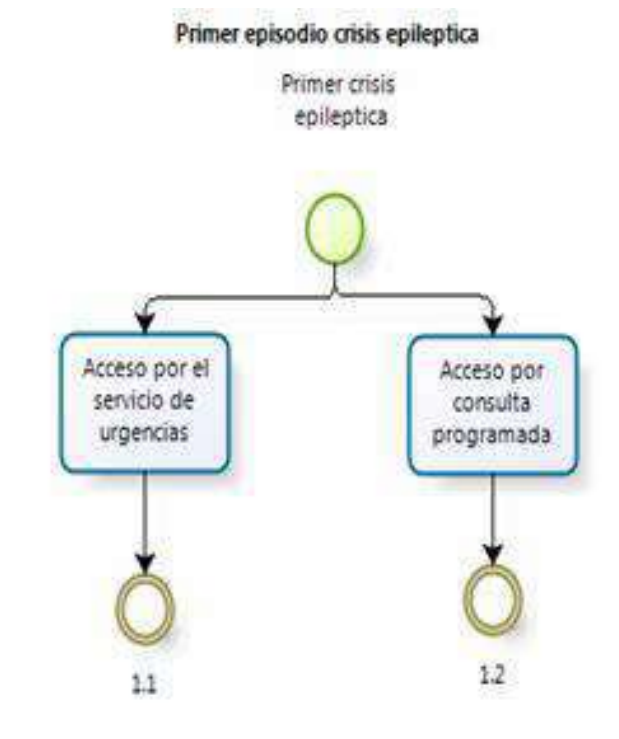 Primer episodio crisis epileptica
Primer crisis
epileptica
Acceso por el
servicio de
urgencias
Acceso por
consulta
programada
1.1
1.2